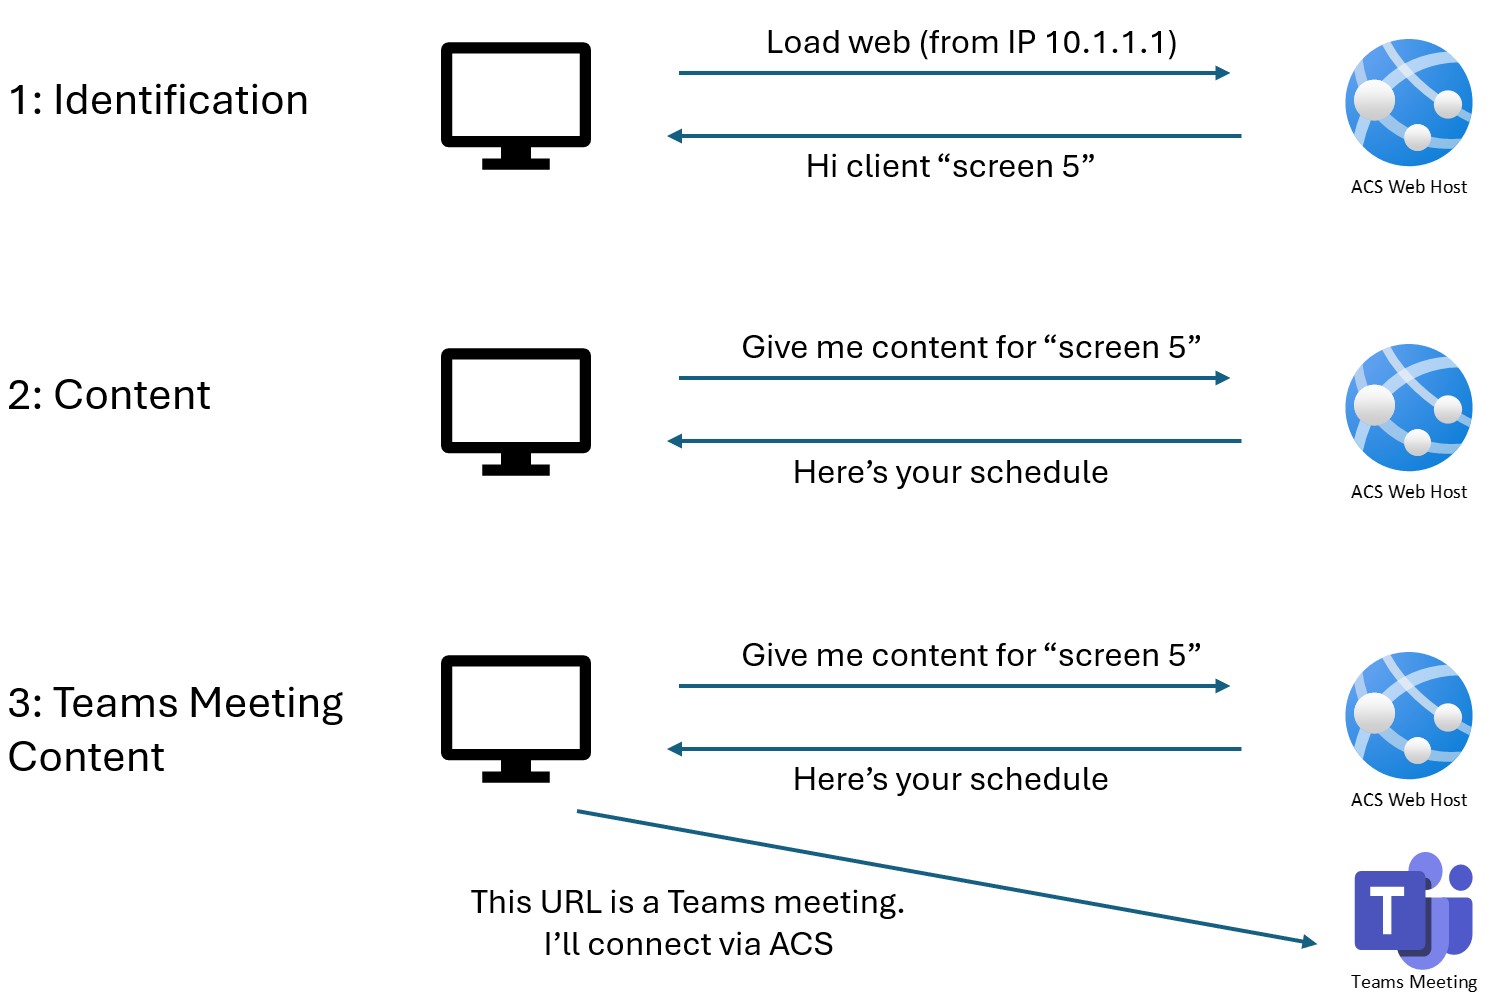 1: Identification
Load web (from IP 10.1.1.1)
Hi client “screen 5”
ACS Web Host
2: Content
Give me content for “screen 5”
Here’s your schedule
ACS Web Host
3: Teams Meeting
Content
Give me content for “screen 5”
Here’s your schedule
ACS Web Host
This URL is a Teams meeting.
I’ll connect via ACS
T
Teams Meeting